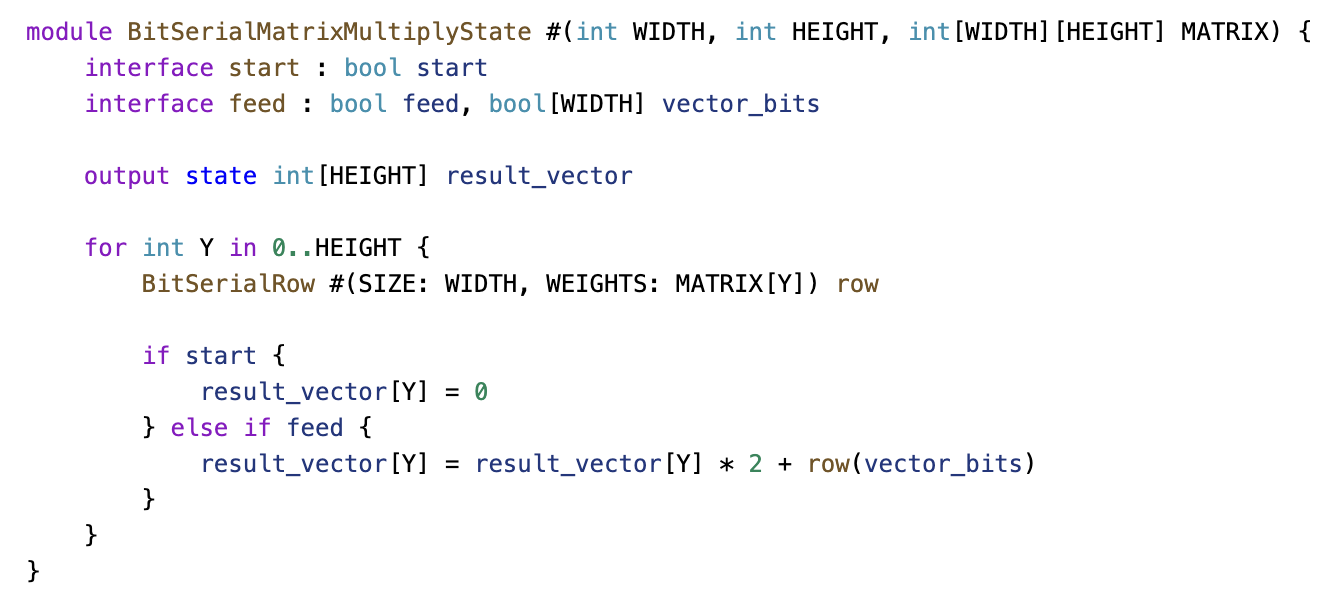 module BitSerialMatrixMultiplyState #(int WIDTH, int HEIGHT, int[WIDTH][HEIGHT] MATRIX) {
    interface start : bool start
    interface feed : bool feed, bool[WIDTH] vector_bits

    output state int[HEIGHT] result_vector

    for int Y in 0..HEIGHT {
        BitSerialRow #(SIZE: WIDTH, WEIGHTS: MATRIX[Y]) row

        if start {
            result_vector[Y] = 0
        } else if feed {
            result_vector[Y] = result_vector[Y] * 2 + row(vector_bits)
        }
    }
}